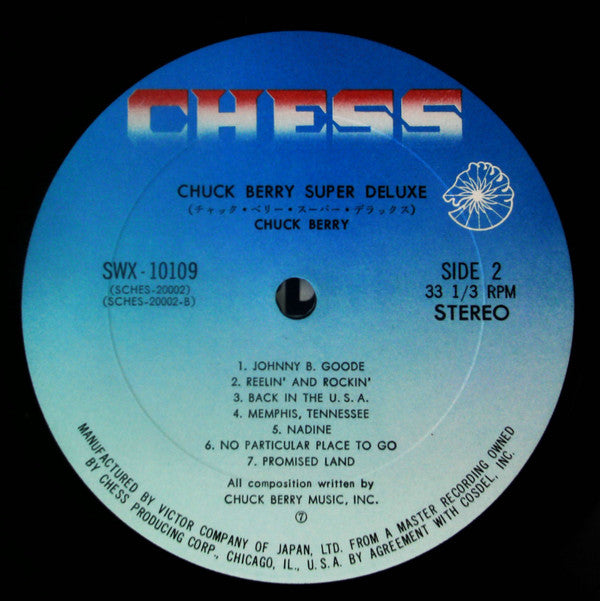 CHESS
CHUCK BERRY SUPER DELUXE
(チャック・ベリー・スーパー・デラックス)
CHUCK BERRY
SWX-10109
(SCHES-20002)
(SCHES-20002-B)
SIDE 2
33 1/3 RPM
STEREO
1. JOHNNY B. GOODE
2. REELIN' AND ROCKIN'
3. BACK IN THE U.S.A.
4. MEMPHIS, TENNESSEE
5. NADINE
6. NO PARTICULAR PLACE TO GO
7. PROMISED LAND
All composition written by
CHUCK BERRY MUSIC, INC.
⑦
MANUFACTURED BY VICTOR COMPANY OF JAPAN, LTD. FROM A MASTER RECORDING OWNED
BY CHESS PRODUCING CORP., CHICAGO, IL., U.S.A. BY AGREEMENT WITH COSDEL, INC.